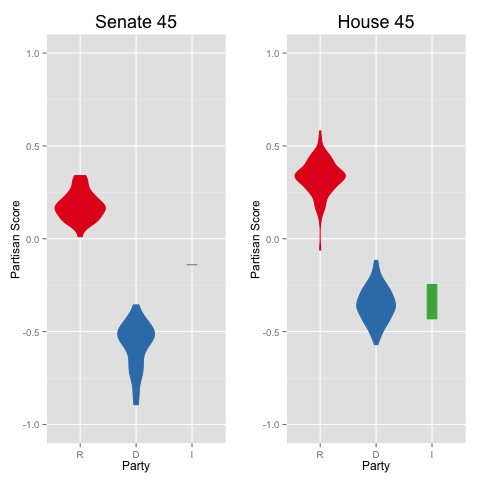 Senate 45
House 45
1.0
0.5
0.0
-0.5
-1.0
Partisan Score
R D I
Party
1.0
0.5
0.0
-0.5
-1.0
Partisan Score
R D I
Party